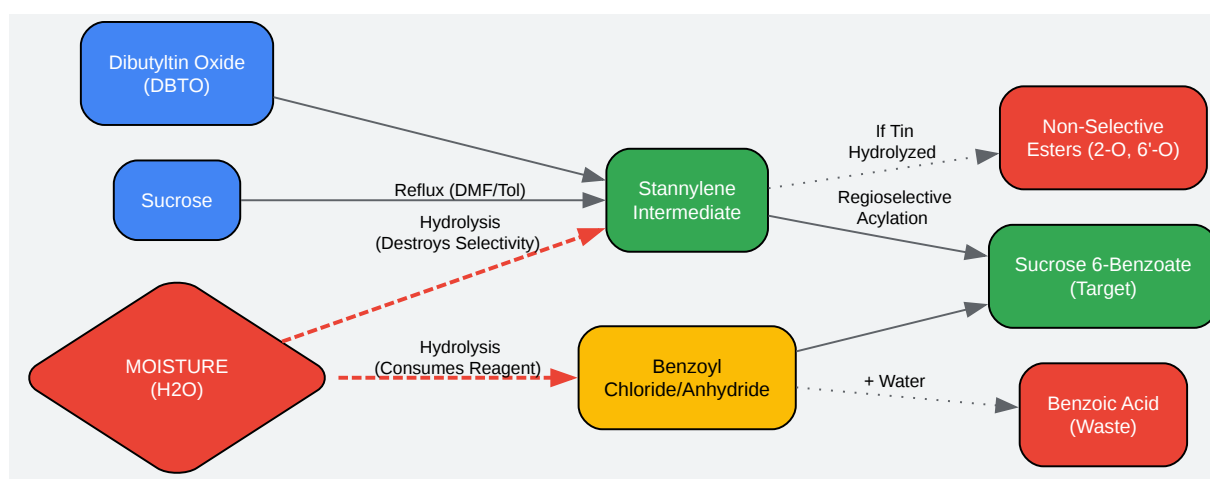 Dibutyltin Oxide
(DBTO)
Sucrose
MOISTURE
(H2O)
Reflux (DMF/Tol)
Hydrolysis
(Destroys Selectivity)
Hydrolysis
(Consumes Reagent)
Stannylene
Intermediate
Benzoyl
Chloride/Anhydride
If Tin
Hydrolyzed
Regioselective
Acylation
+ Water
Non-Selective
Esters (2-O, 6'-O)
Sucrose 6-Benzoate
(Target)
Benzoic Acid
(Waste)